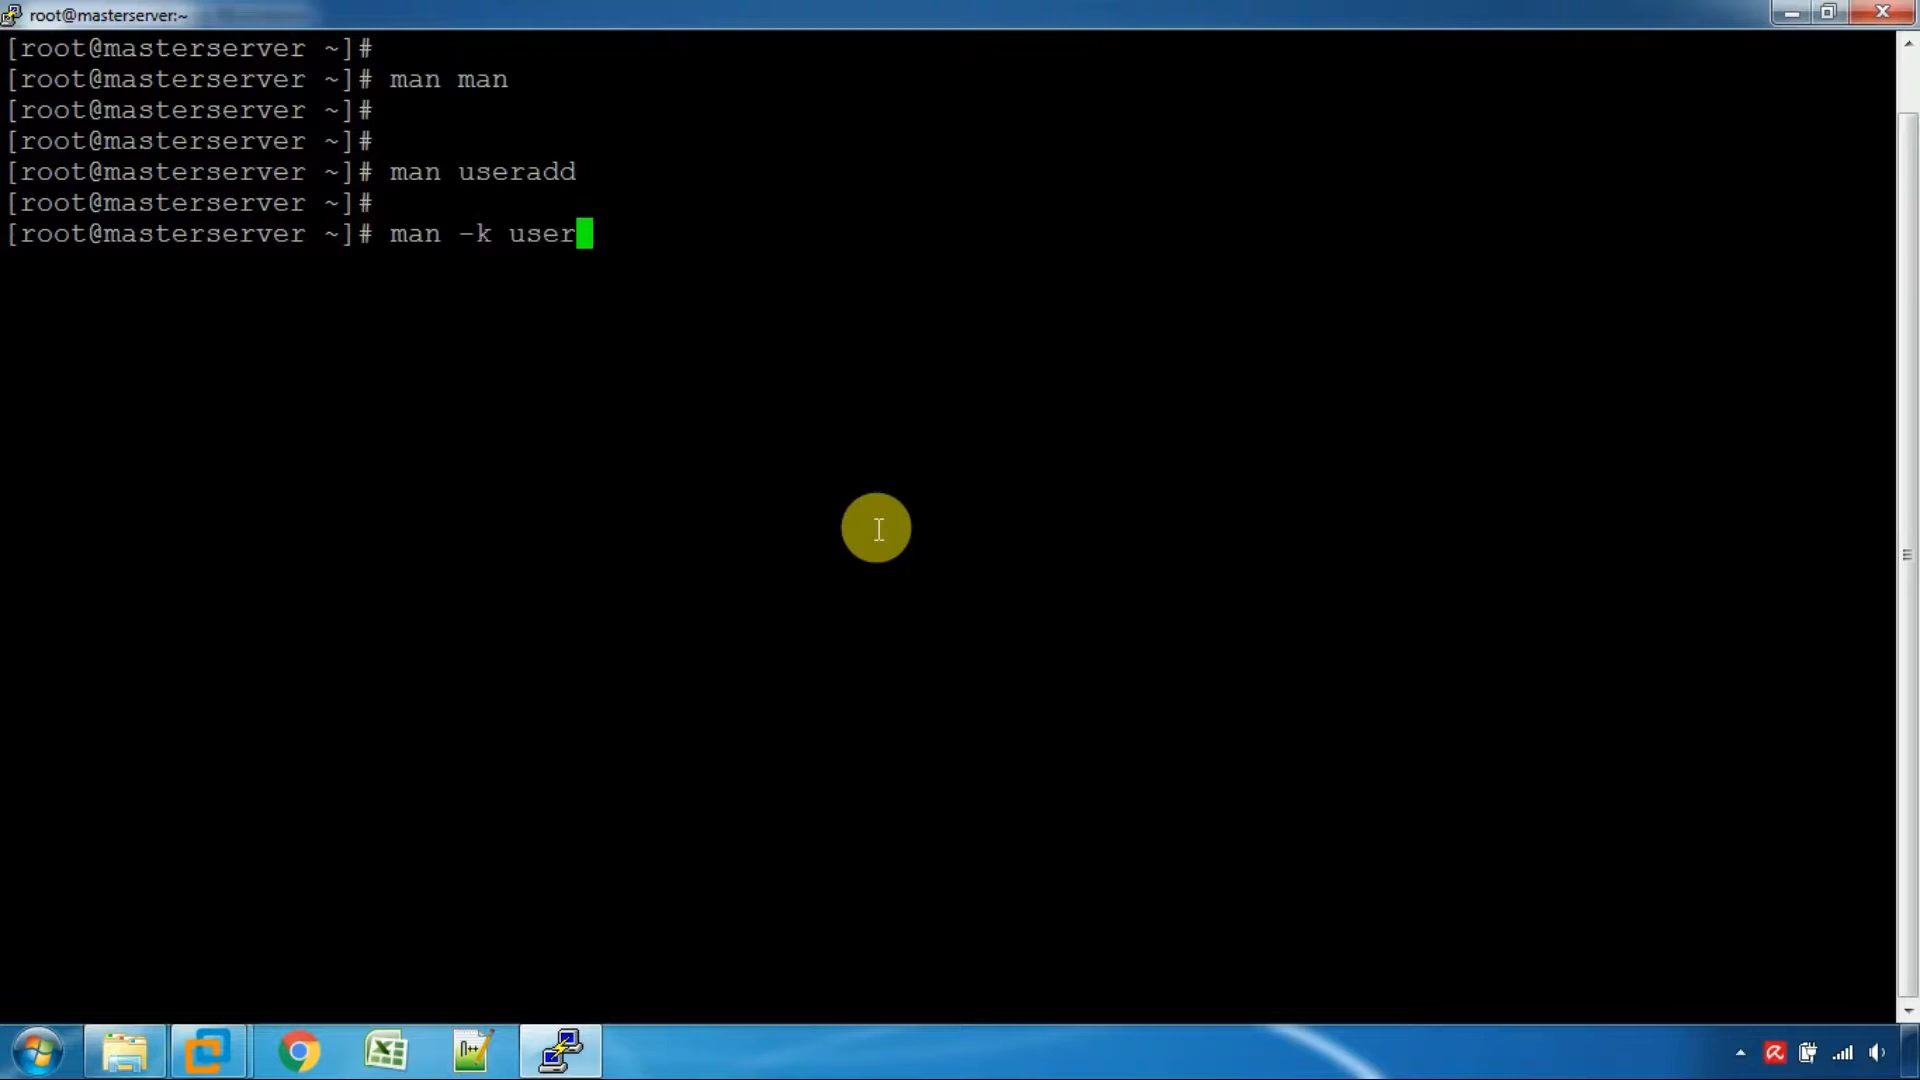 root@masterserver:~
[root@masterserver ~]#
[root@masterserver ~]# man man
[root@masterserver ~]#
[root@masterserver ~]#
[root@masterserver ~]# man useradd
[root@masterserver ~]#
[root@masterserver ~]# man -k user